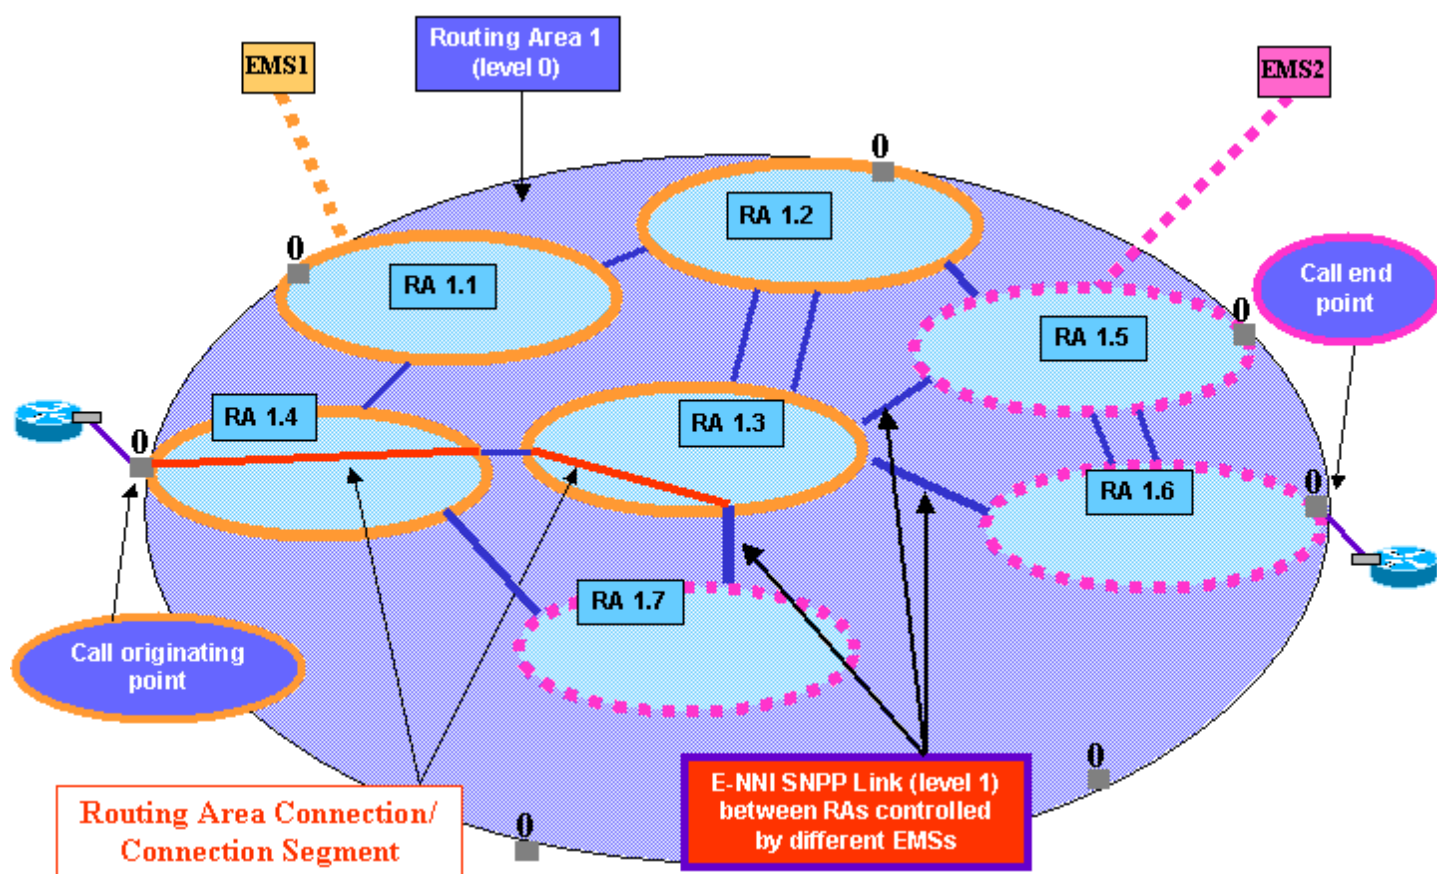 Routing Area 1
(level 0)
EMS1
EMS2
0
RA 1.2
0
RA 1.1
Call end
point
0
RA 1.5
RA 1.4
RA 1.3
0
0
RA 1.6
RA 1.7
Call originating
point
0
E-NNI SNPP Link (level 1)
between RAs controlled
by different EMSs
Routing Area Connection/
Connection Segment
0